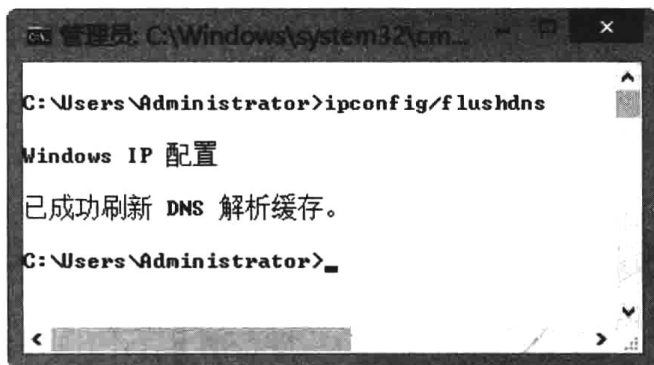 管理员: C:\Windows\system32\cm...
C:\Users\Administrator>ipconfig/flushdns
Windows IP 配置
已成功刷新 DNS 解析缓存。
C:\Users\Administrator>